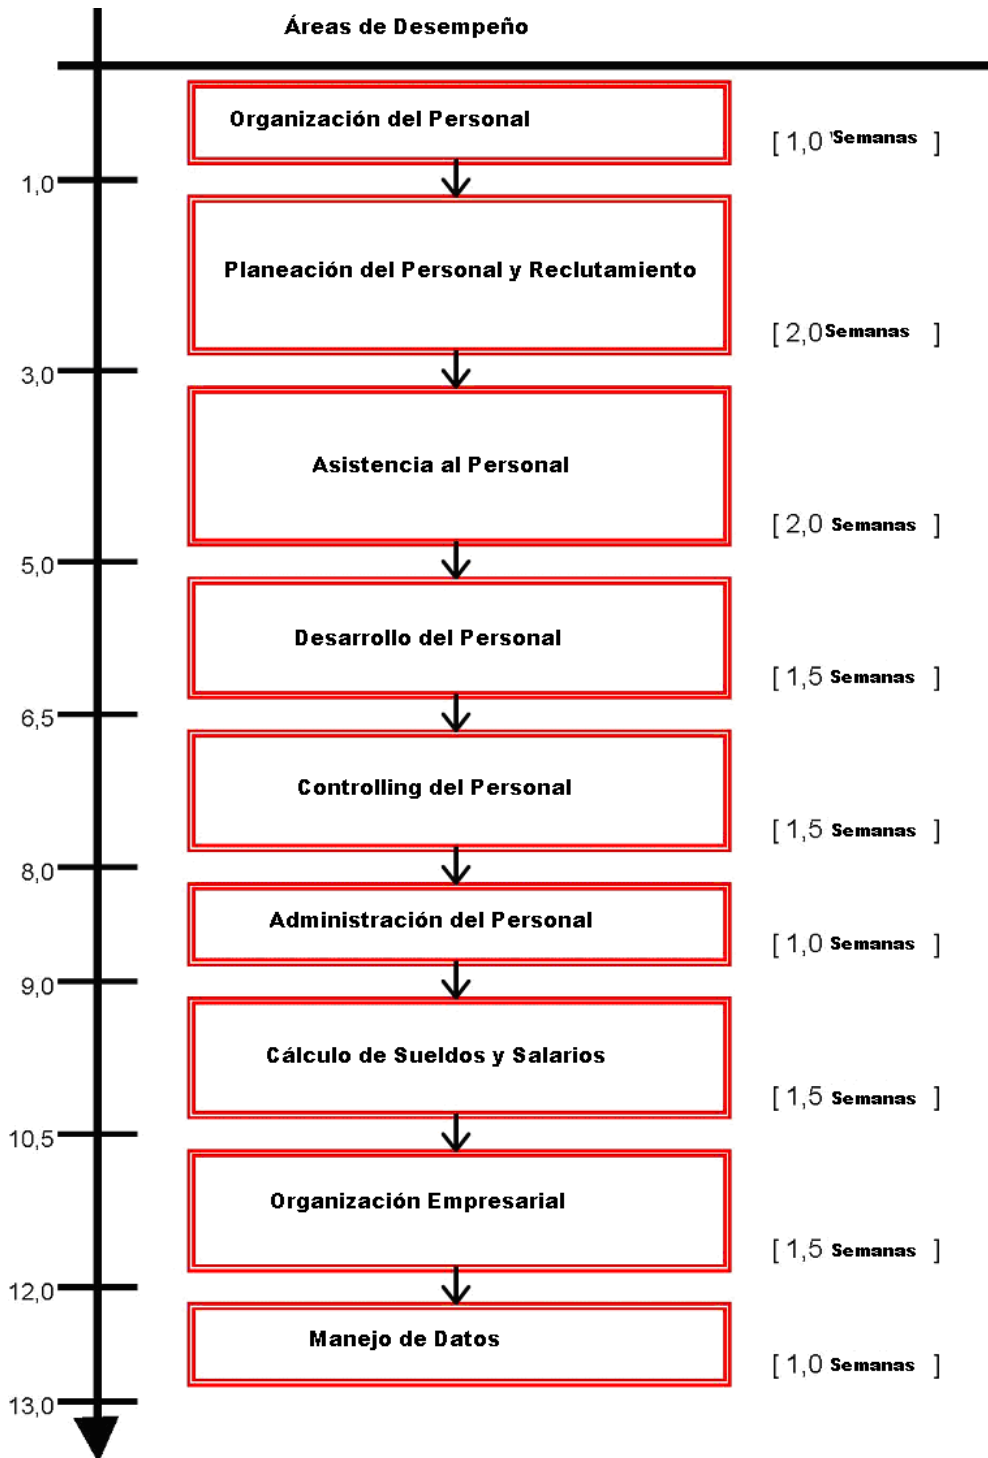 Áreas de Desempeño
Organización del Personal
[ 1,0 Semanas ]
1,0
Planeación del Personal y Reclutamiento
[ 2,0 Semanas ]
3,0
Asistencia al Personal
[ 2,0 Semanas ]
5,0
Desarrollo del Personal
[ 1,5 Semanas ]
6,5
Controlling del Personal
[ 1,5 Semanas ]
8,0
Administración del Personal
[ 1,0 Semanas ]
9,0
Cálculo de Sueldos y Salarios
[ 1,5 Semanas ]
10,5
Organización Empresarial
[ 1,5 Semanas ]
12,0
Manejo de Datos
[ 1,0 Semanas ]
13,0